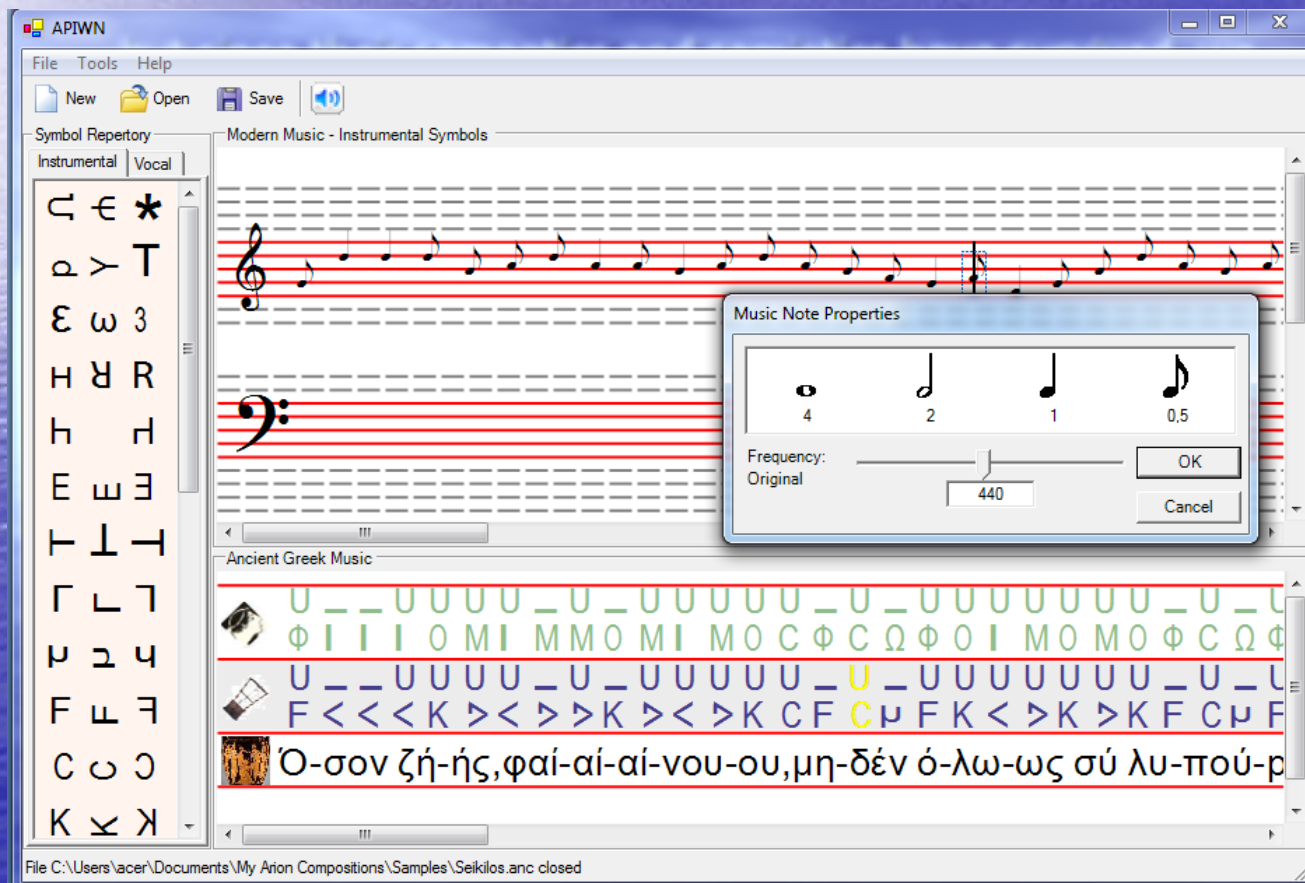 APIWN
File Tools Help
New Open Save
Symbol Repertory
Instrumental Vocal
Modern Music - Instrumental Symbols
Music Note Properties
4 2 1 0,5
Frequency:
Original
440
OK
Cancel
Ancient Greek Music
U _ _ U U U U _ U _ U U U U U _ U _ U U U U U U U _ U _ U
Φ I I I O M I M M O M I M O C Φ C Ω Φ O I M O M O Φ C Ω Φ
U _ _ U U U U _ U _ U U U U U _ U _ U U U U U U U _ U _ U
F < < < K > < > > K > < > K C F C μ F K < > K > K F C μ F
Ό-σον ζή-ής,φαί-αί-αί-νου-ου,μη-δέν ό-λω-ως σύ λυ-πού-ρ
File C:\Users\acer\Documents\My Arion Compositions\Samples\Seikilos.anc closed